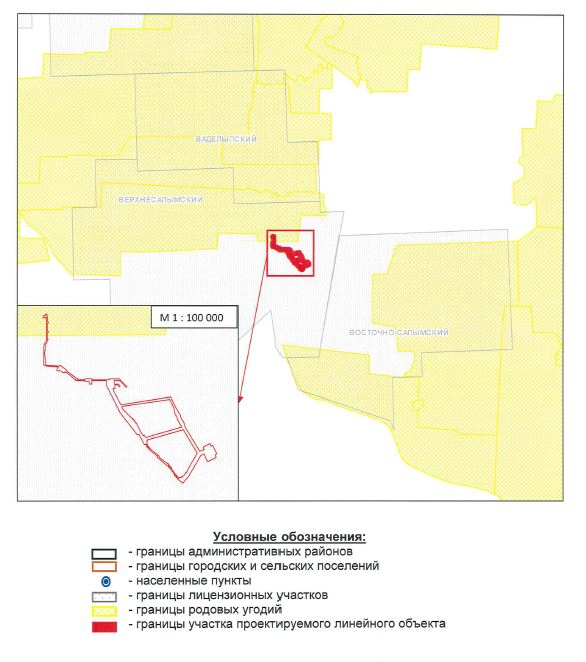 ВАДЕЛЫПСКИЙ
ВЕРХНЕСАЛЫМСКИЙ
М 1 : 100 000
ВОСТОЧНО-САЛЫМСКИЙ
Условные обозначения:
- границы административных районов
- границы городских и сельских поселений
- населенные пункты
- границы лицензионных участков
- границы родовых угодий
- границы участка проектируемого линейного объекта